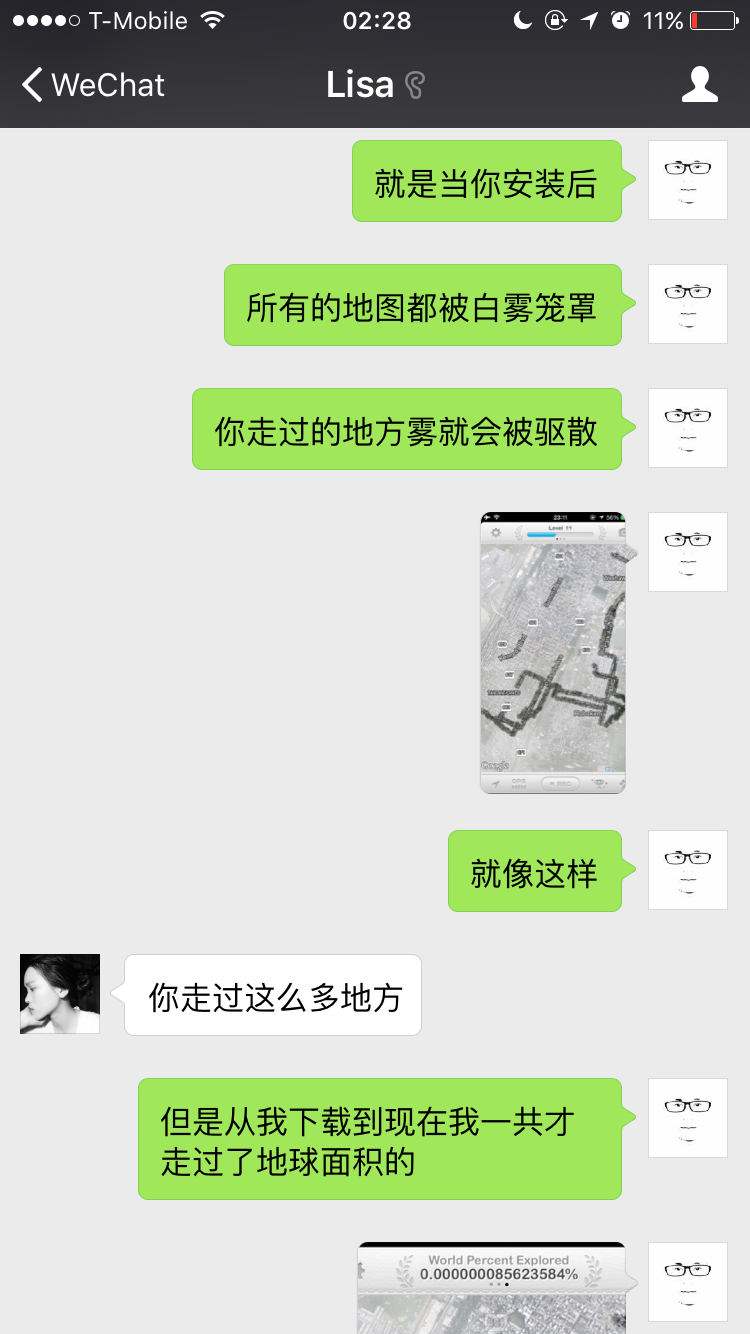 T-Mobile 02:28 11%
WeChat Lisa
就是当你安装后
所有的地图都被白雾笼罩
你走过的地方雾就会被驱散
23:11 56%
Level 11
Google
就像这样
你走过这么多地方
但是从我下载到现在我一共才
走过了地球面积的
World Percent Explored
0.000000085623584%